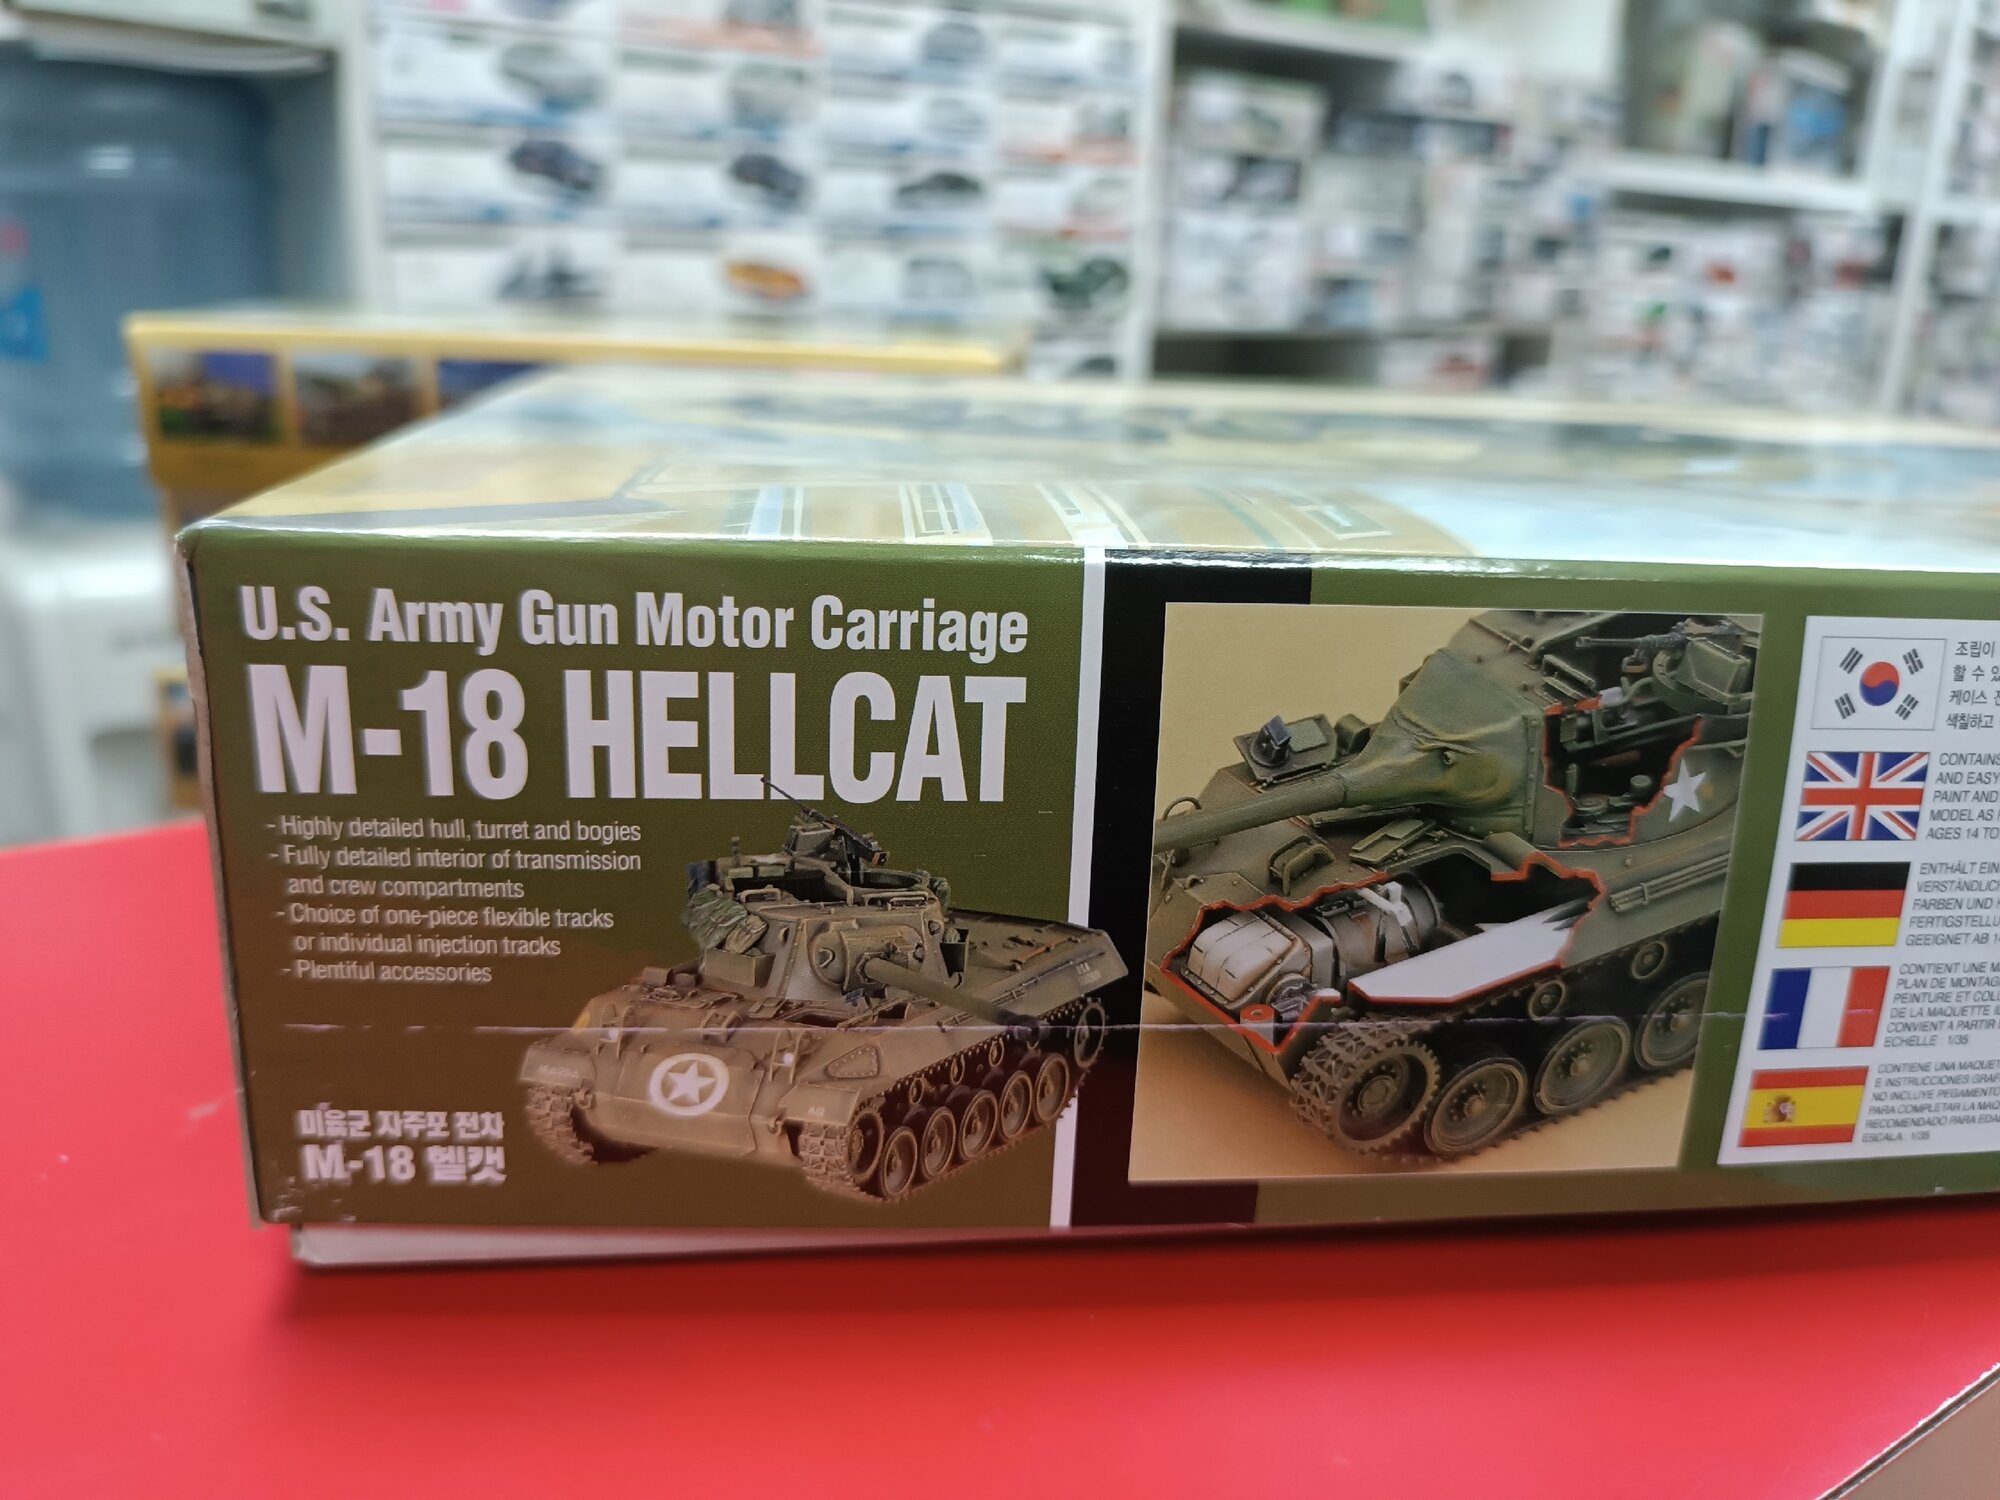 U.S. Army Gun Motor Carriage
M-18 HELLCAT
- Highly detailed hull, turret and bogies
- Fully detailed interior of transmission
and crew compartments
- Choice of one-piece flexible tracks
or individual injection tracks
- Plentiful accessories
미육군 자주포 전차
M-18 헬캣
조립이
할 수
케이스
색칠하고
CONTAINS
AND EASY
PAINT AND
MODEL AS
AGES 14 TO
ENTHÄLT EIN
VERSTÄNDLIC
FARBEN UND
FERTIGSTELLU
GEEIGNET AB
CONTIENT UNE
PLAN DE MONTAG
PEINTURE ET COL
DE LA MAQUETTE
CONVIENT A PARTIR
ECHELLE : 1/35
CONTIENE UNA MAQUET
E INSTRUCCIONES GRAF
NO INCLUYE PEGAMENTO
PARA COMPLETAR LA MAQ
RECOMENDADO PARA EDA
ESCALA: 1/35